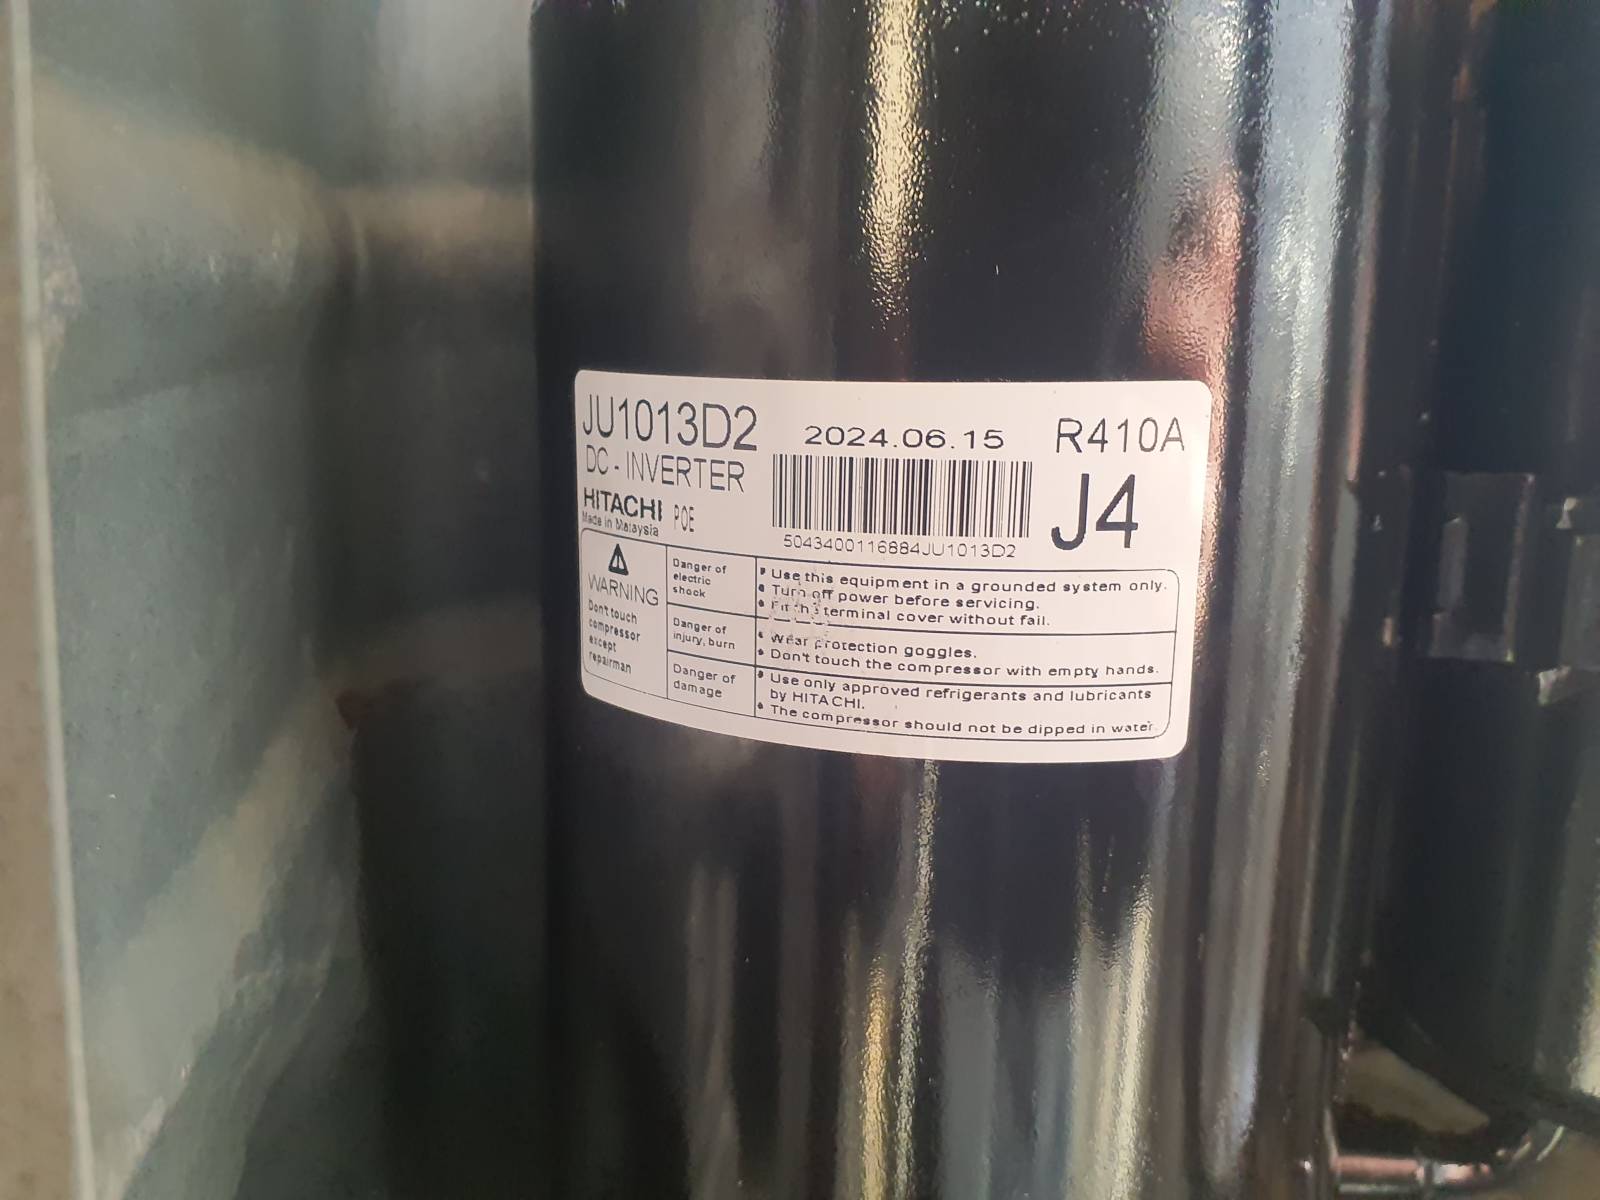 JU1013D2
DC - INVERTER
HITACHI POE
Made in Malaysia
2024.06.15
5043400116884JU1013D2
R410A
J4
WARNING
Don't touch
compressor
except
repairman
Danger of
electric
shock
• Use this equipment in a grounded system only.
• Turn off power before servicing.
• Fit the terminal cover without fail.
Danger of
injury, burn
• Wear protection goggles.
• Don't touch the compressor with empty hands.
Danger of
damage
• Use only approved refrigerants and lubricants
by HITACHI.
• The compressor should not be dipped in water.